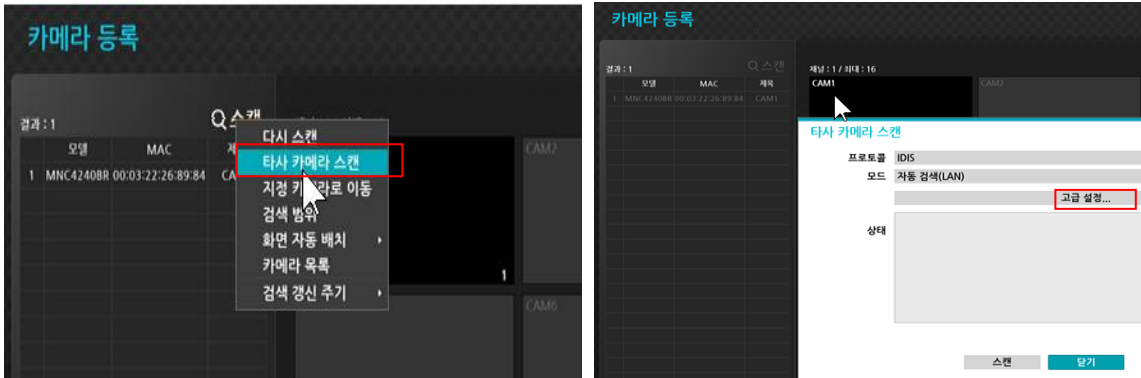 카메라 등록
결과 : 1
스캔
모델 MAC 제
1 MNC4240BR 00:03:22:26:89:84 CA
다시 스캔
타사 카메라 스캔
지정 카메라로 이동
검색 범위
화면 자동 배치
카메라 목록
검색 갱신 주기
CAM2
1
CAM6
카메라 등록
결과 : 1
스캔
모델 MAC 제목
1 MNC4240BR 00:03:22:26:89:84 CAM1
채널 : 1 / 최대 : 16
CAM1
CAM2
타사 카메라 스캔
프로토콜 IDIS
모드 자동 검색(LAN)
고급 설정...
상태
스캔
닫기